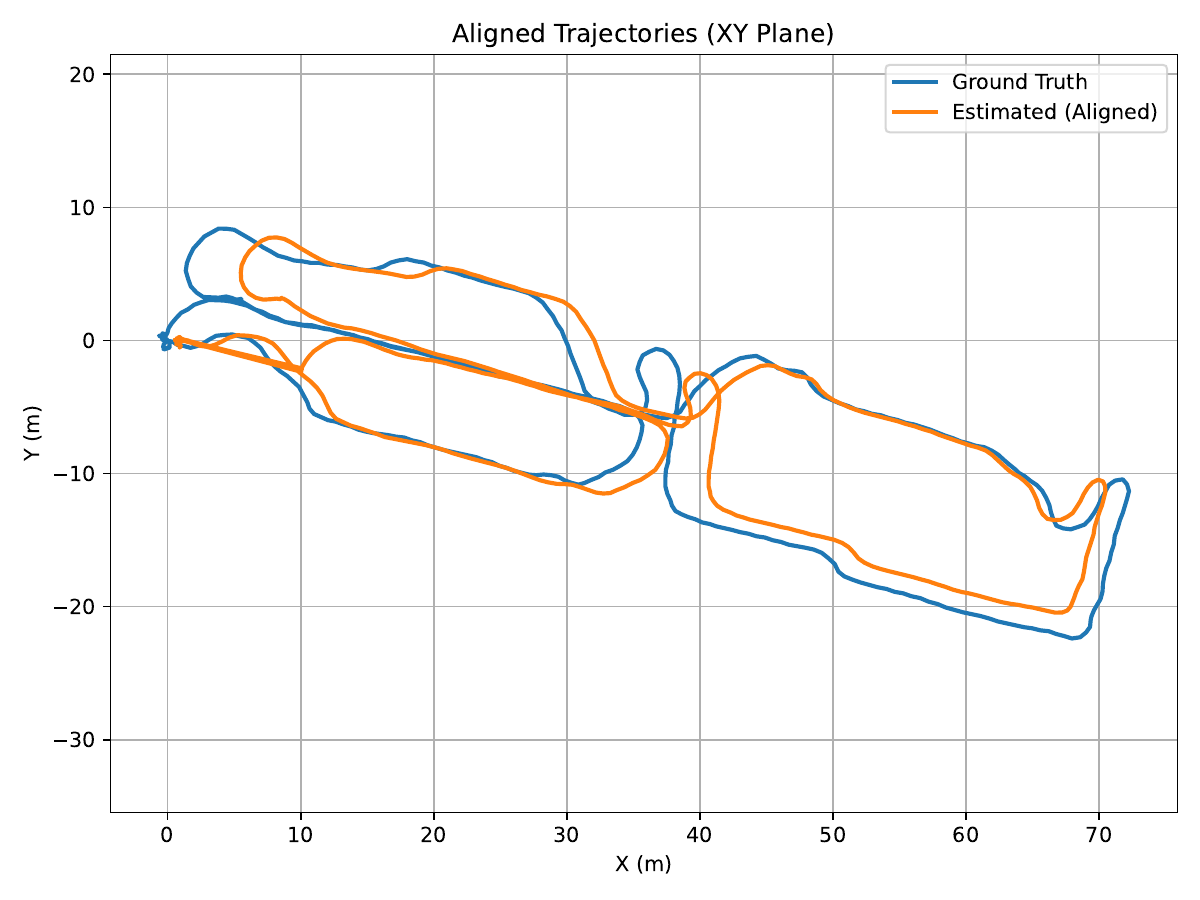 Aligned Trajectories (XY Plane)
Ground Truth
Estimated (Aligned)
20
10
0
−10
−20
−30
Y (m)
0 10 20 30 40 50 60 70
X (m)